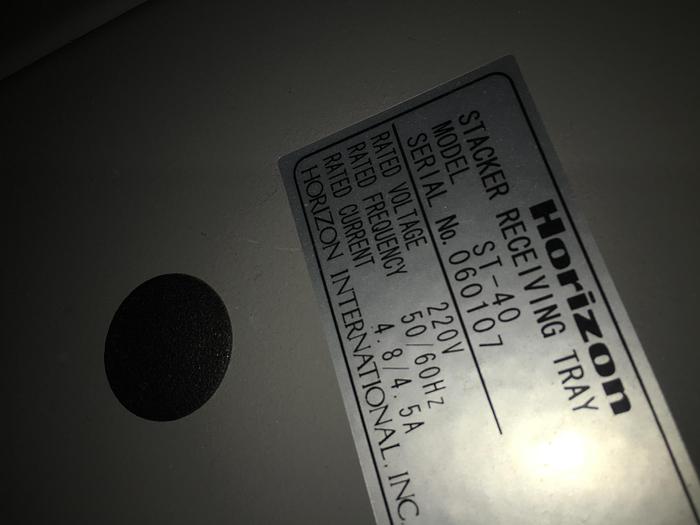 Horizon
STACKER RECEIVING TRAY
MODEL ST-40
SERIAL No. 060107
RATED VOLTAGE 220V
RATED FREQUENCY 50/60Hz
RATED CURRENT 4.8/4.5A
HORIZON INTERNATIONAL, INC.